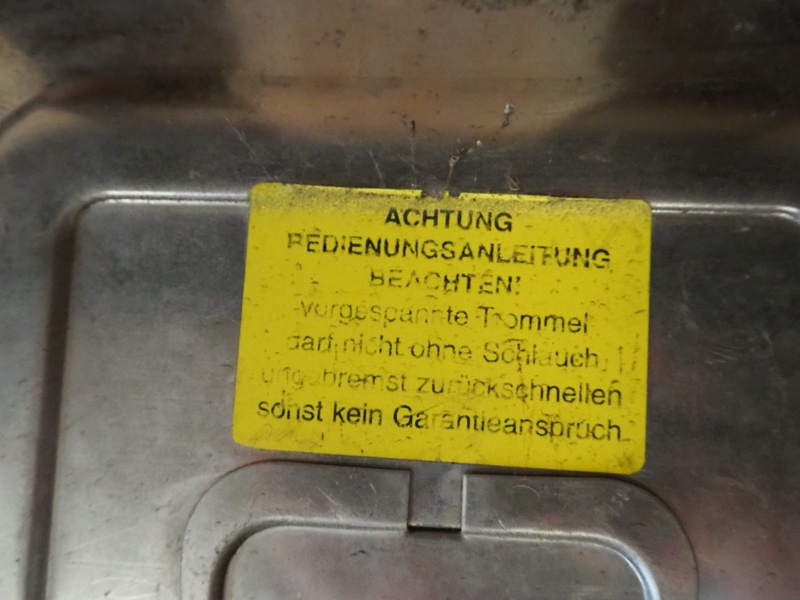 ACHTUNG
BEDIENUNGSANLEITUNG
BEACHTEN!
vorgespannte Trommel
darf nicht ohne Schlauch
ungebremst zurückschnellen
sonst kein Garantieanspruch